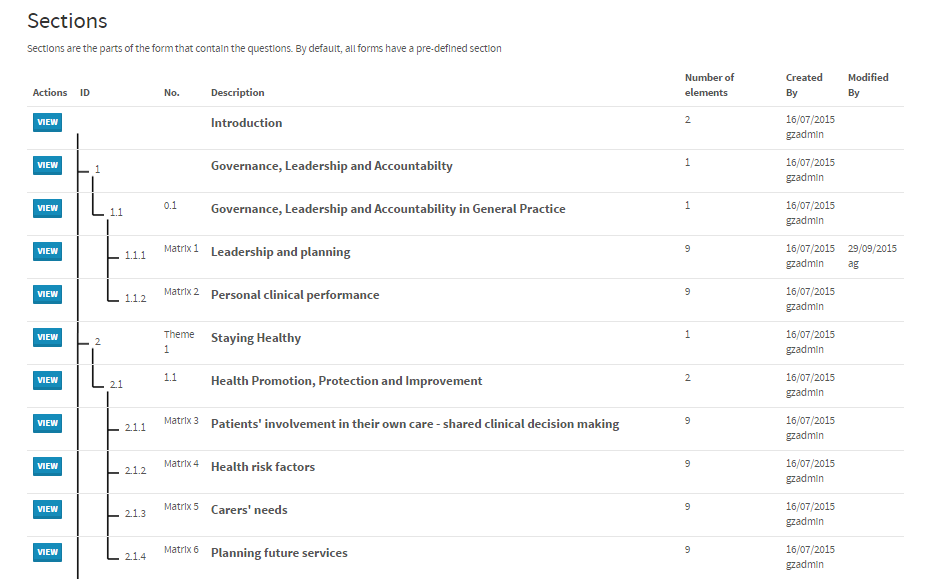 Sections
Sections are the parts of the form that contain the questions. By default, all forms have a pre-defined section
Actions ID No. Description Number of elements Created By Modified By
VIEW Introduction 2 16/07/2015 gzadmin
VIEW 1 Governance, Leadership and Accountabilty 1 16/07/2015 gzadmin
VIEW 1.1 0.1 Governance, Leadership and Accountability in General Practice 1 16/07/2015 gzadmin
VIEW 1.1.1 Matrix 1 Leadership and planning 9 16/07/2015 gzadmin 29/09/2015 ag
VIEW 1.1.2 Matrix 2 Personal clinical performance 9 16/07/2015 gzadmin
VIEW 2 Theme 1 Staying Healthy 1 16/07/2015 gzadmin
VIEW 2.1 1.1 Health Promotion, Protection and Improvement 2 16/07/2015 gzadmin
VIEW 2.1.1 Matrix 3 Patients' involvement in their own care - shared clinical decision making 9 16/07/2015 gzadmin
VIEW 2.1.2 Matrix 4 Health risk factors 9 16/07/2015 gzadmin
VIEW 2.1.3 Matrix 5 Carers' needs 9 16/07/2015 gzadmin
VIEW 2.1.4 Matrix 6 Planning future services 9 16/07/2015 gzadmin